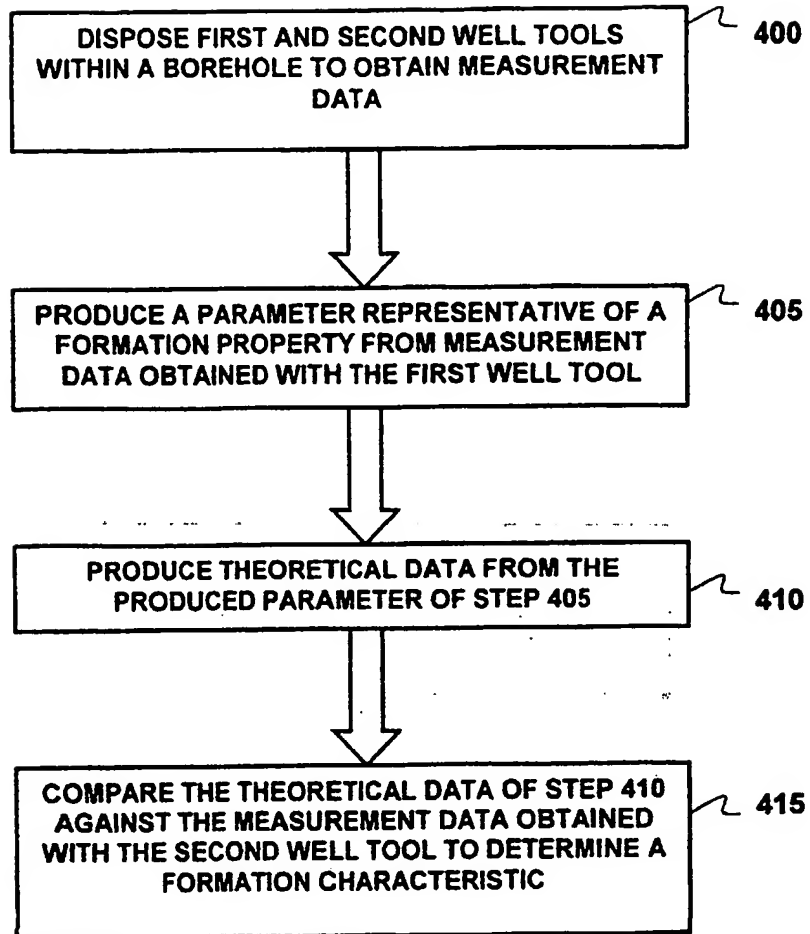 DISPOSE FIRST AND SECOND WELL TOOLS
WITHIN A BOREHOLE TO OBTAIN MEASUREMENT
DATA
400
PRODUCE A PARAMETER REPRESENTATIVE OF A
FORMATION PROPERTY FROM MEASUREMENT
DATA OBTAINED WITH THE FIRST WELL TOOL
405
PRODUCE THEORETICAL DATA FROM THE
PRODUCED PARAMETER OF STEP 405
410
COMPARE THE THEORETICAL DATA OF STEP 410
AGAINST THE MEASUREMENT DATA OBTAINED
WITH THE SECOND WELL TOOL TO DETERMINE A
FORMATION CHARACTERISTIC
415